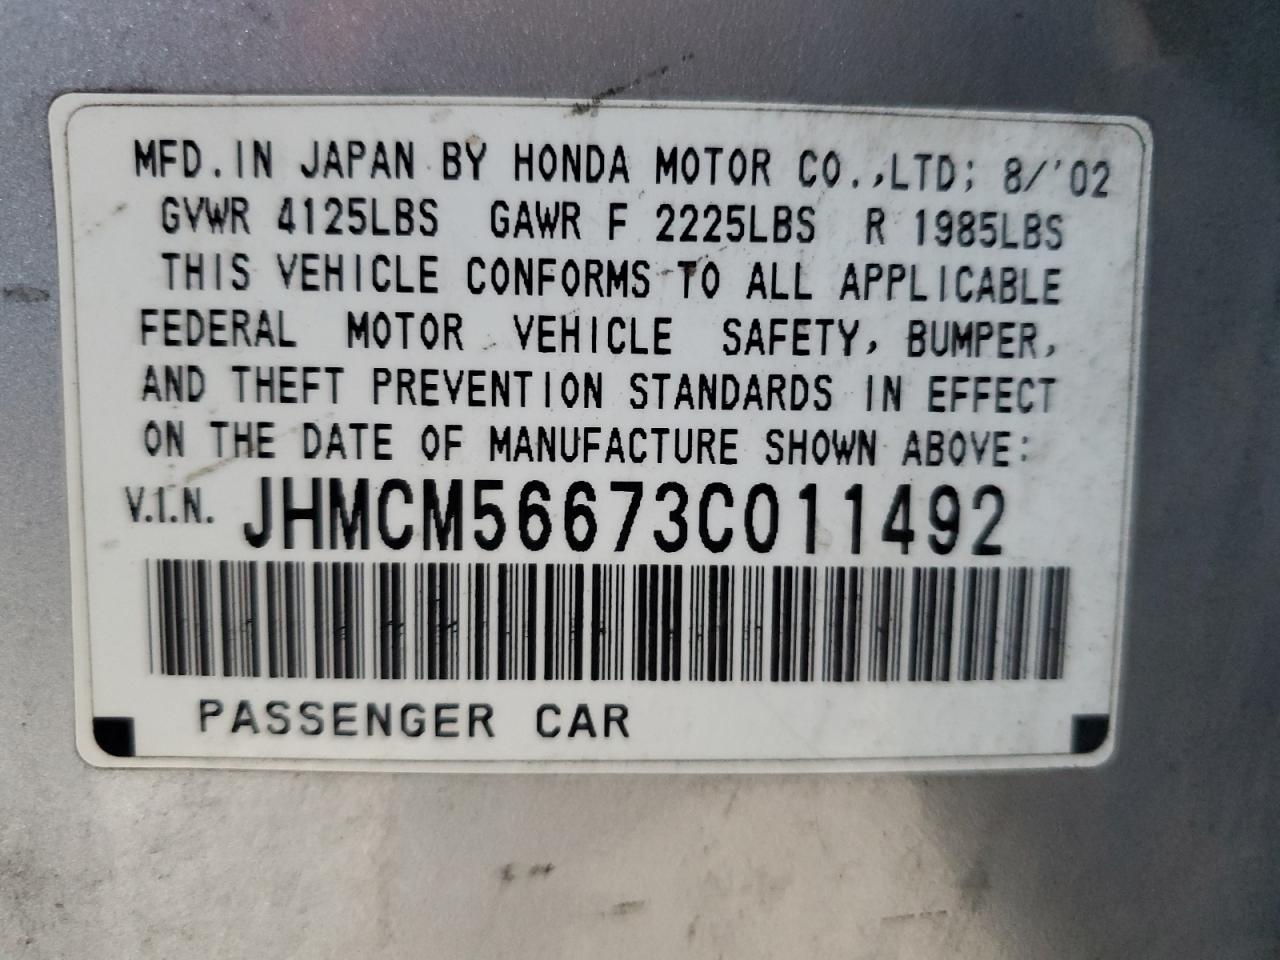 MFD.IN JAPAN BY HONDA MOTOR CO.,LTD; 8/'02
GVWR 4125LBS GAWR F 2225LBS R 1985LBS
THIS VEHICLE CONFORMS TO ALL APPLICABLE
FEDERAL MOTOR VEHICLE SAFETY, BUMPER,
AND THEFT PREVENTION STANDARDS IN EFFECT
ON THE DATE OF MANUFACTURE SHOWN ABOVE:
V.I.N. JHMCM56673C011492
PASSENGER CAR